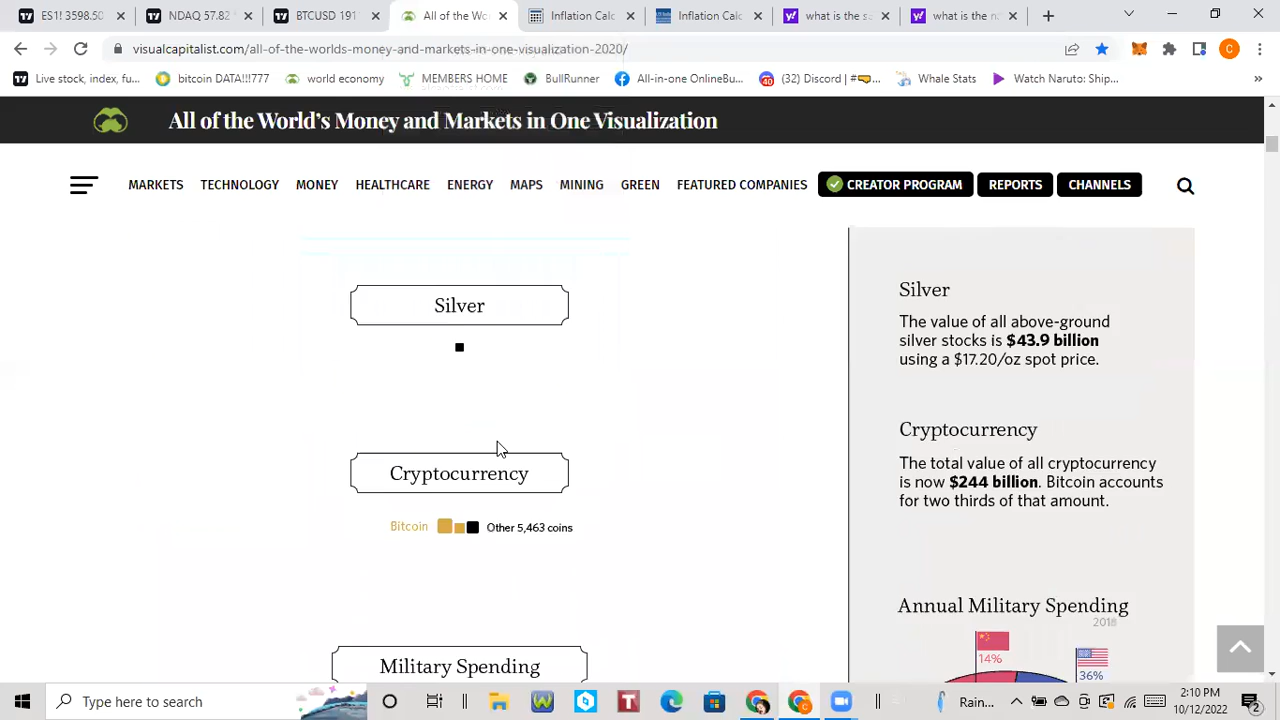 ES1! 3596.50
NDAQ 57.83
BTCUSD 19
All of the Wo
Inflation Calc
Inflation Calc
what is the s
what is the n
visualcapitalist.com/all-of-the-worlds-money-and-markets-in-one-visualization-2020/
C
Live stock, index, fu...
bitcoin DATA!!!777
world economy
MEMBERS HOME
BullRunner
All-in-one OnlineBu...
40
(32) Discord | #
Whale Stats
Watch Naruto: Ship...
»
All of the World's Money and Markets in One Visualization
MARKETS TECHNOLOGY MONEY HEALTHCARE ENERGY MAPS MINING GREEN FEATURED COMPANIES CREATOR PROGRAM REPORTS CHANNELS
Silver
Cryptocurrency
Bitcoin
Other 5,463 coins
Military Spending
Silver
The value of all above-ground
silver stocks is $43.9 billion
using a $17.20/oz spot price.
Cryptocurrency
The total value of all cryptocurrency
is now $244 billion. Bitcoin accounts
for two thirds of that amount.
Annual Military Spending
2018
14%
36%
Type here to search
Rain...
2:10 PM
10/12/2022
2